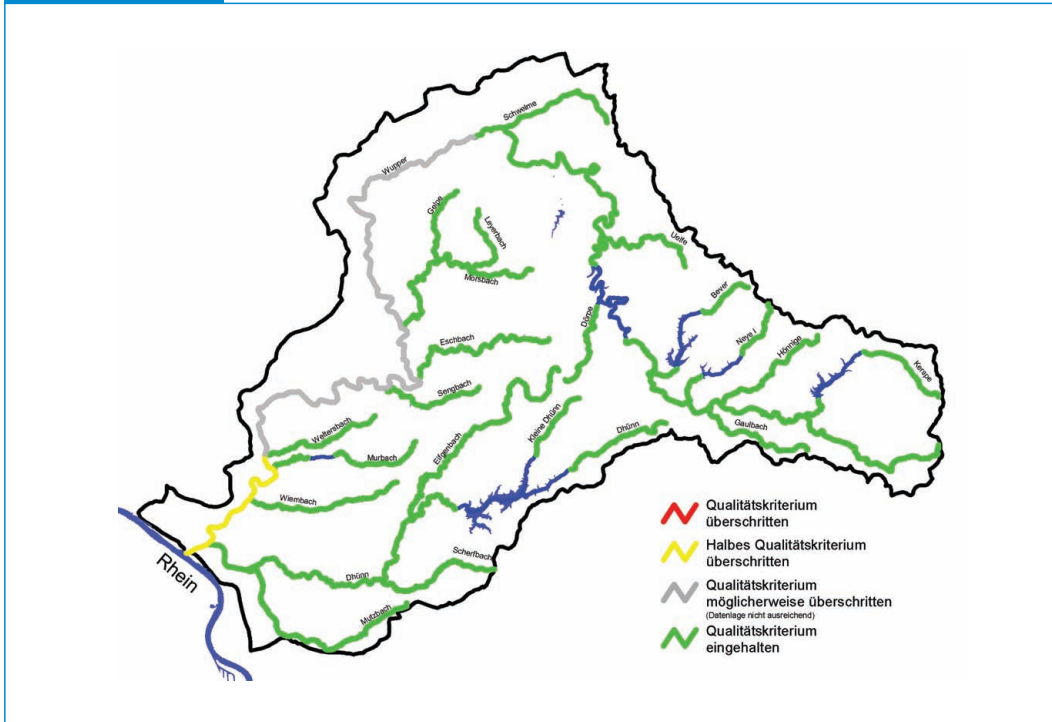 Schwelme
Wupper
Gelpe
Leyerbach
Morsbach
Uelfe
Bever
Neye I
Hönnige
Kerspe
Dörpe
Eschbach
Sengbach
Weltersbach
Murbach
Eifgenbach
Kleine Dhünn
Dhünn
Gaulbach
Wiembach
Rhein
Dhünn
Scherfbach
Mutzbach
Qualitätskriterium
überschritten
Halbes Qualitätskriterium
überschritten
Qualitätskriterium
möglicherweise überschritten
(Datenlage nicht ausreichend)
Qualitätskriterium
eingehalten